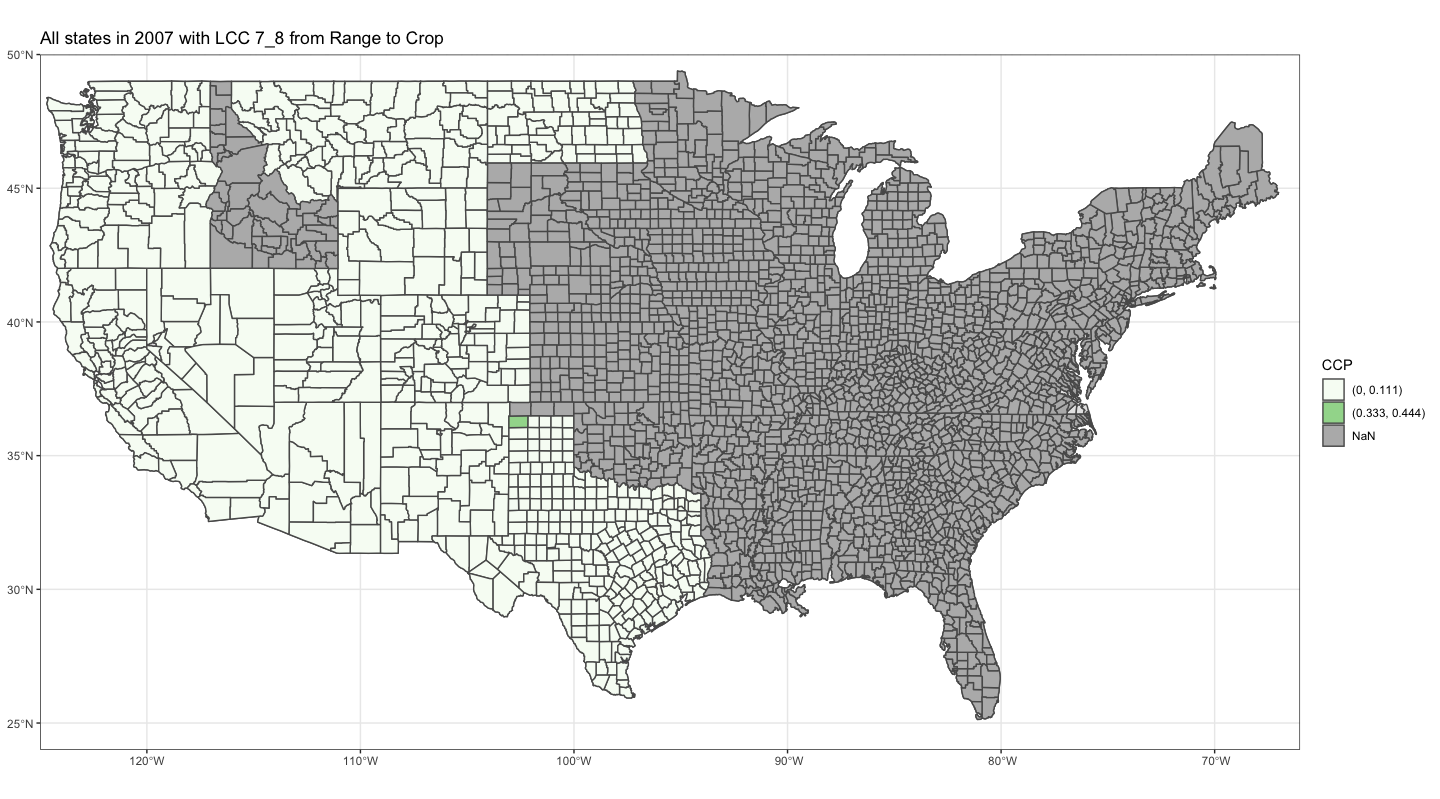 All states in 2007 with LCC 7_8 from Range to Crop
50°N
45°N
40°N
35°N
30°N
25°N
120°W
110°W
100°W
90°W
80°W
70°W
CCP
(0, 0.111)
(0.333, 0.444)
NaN